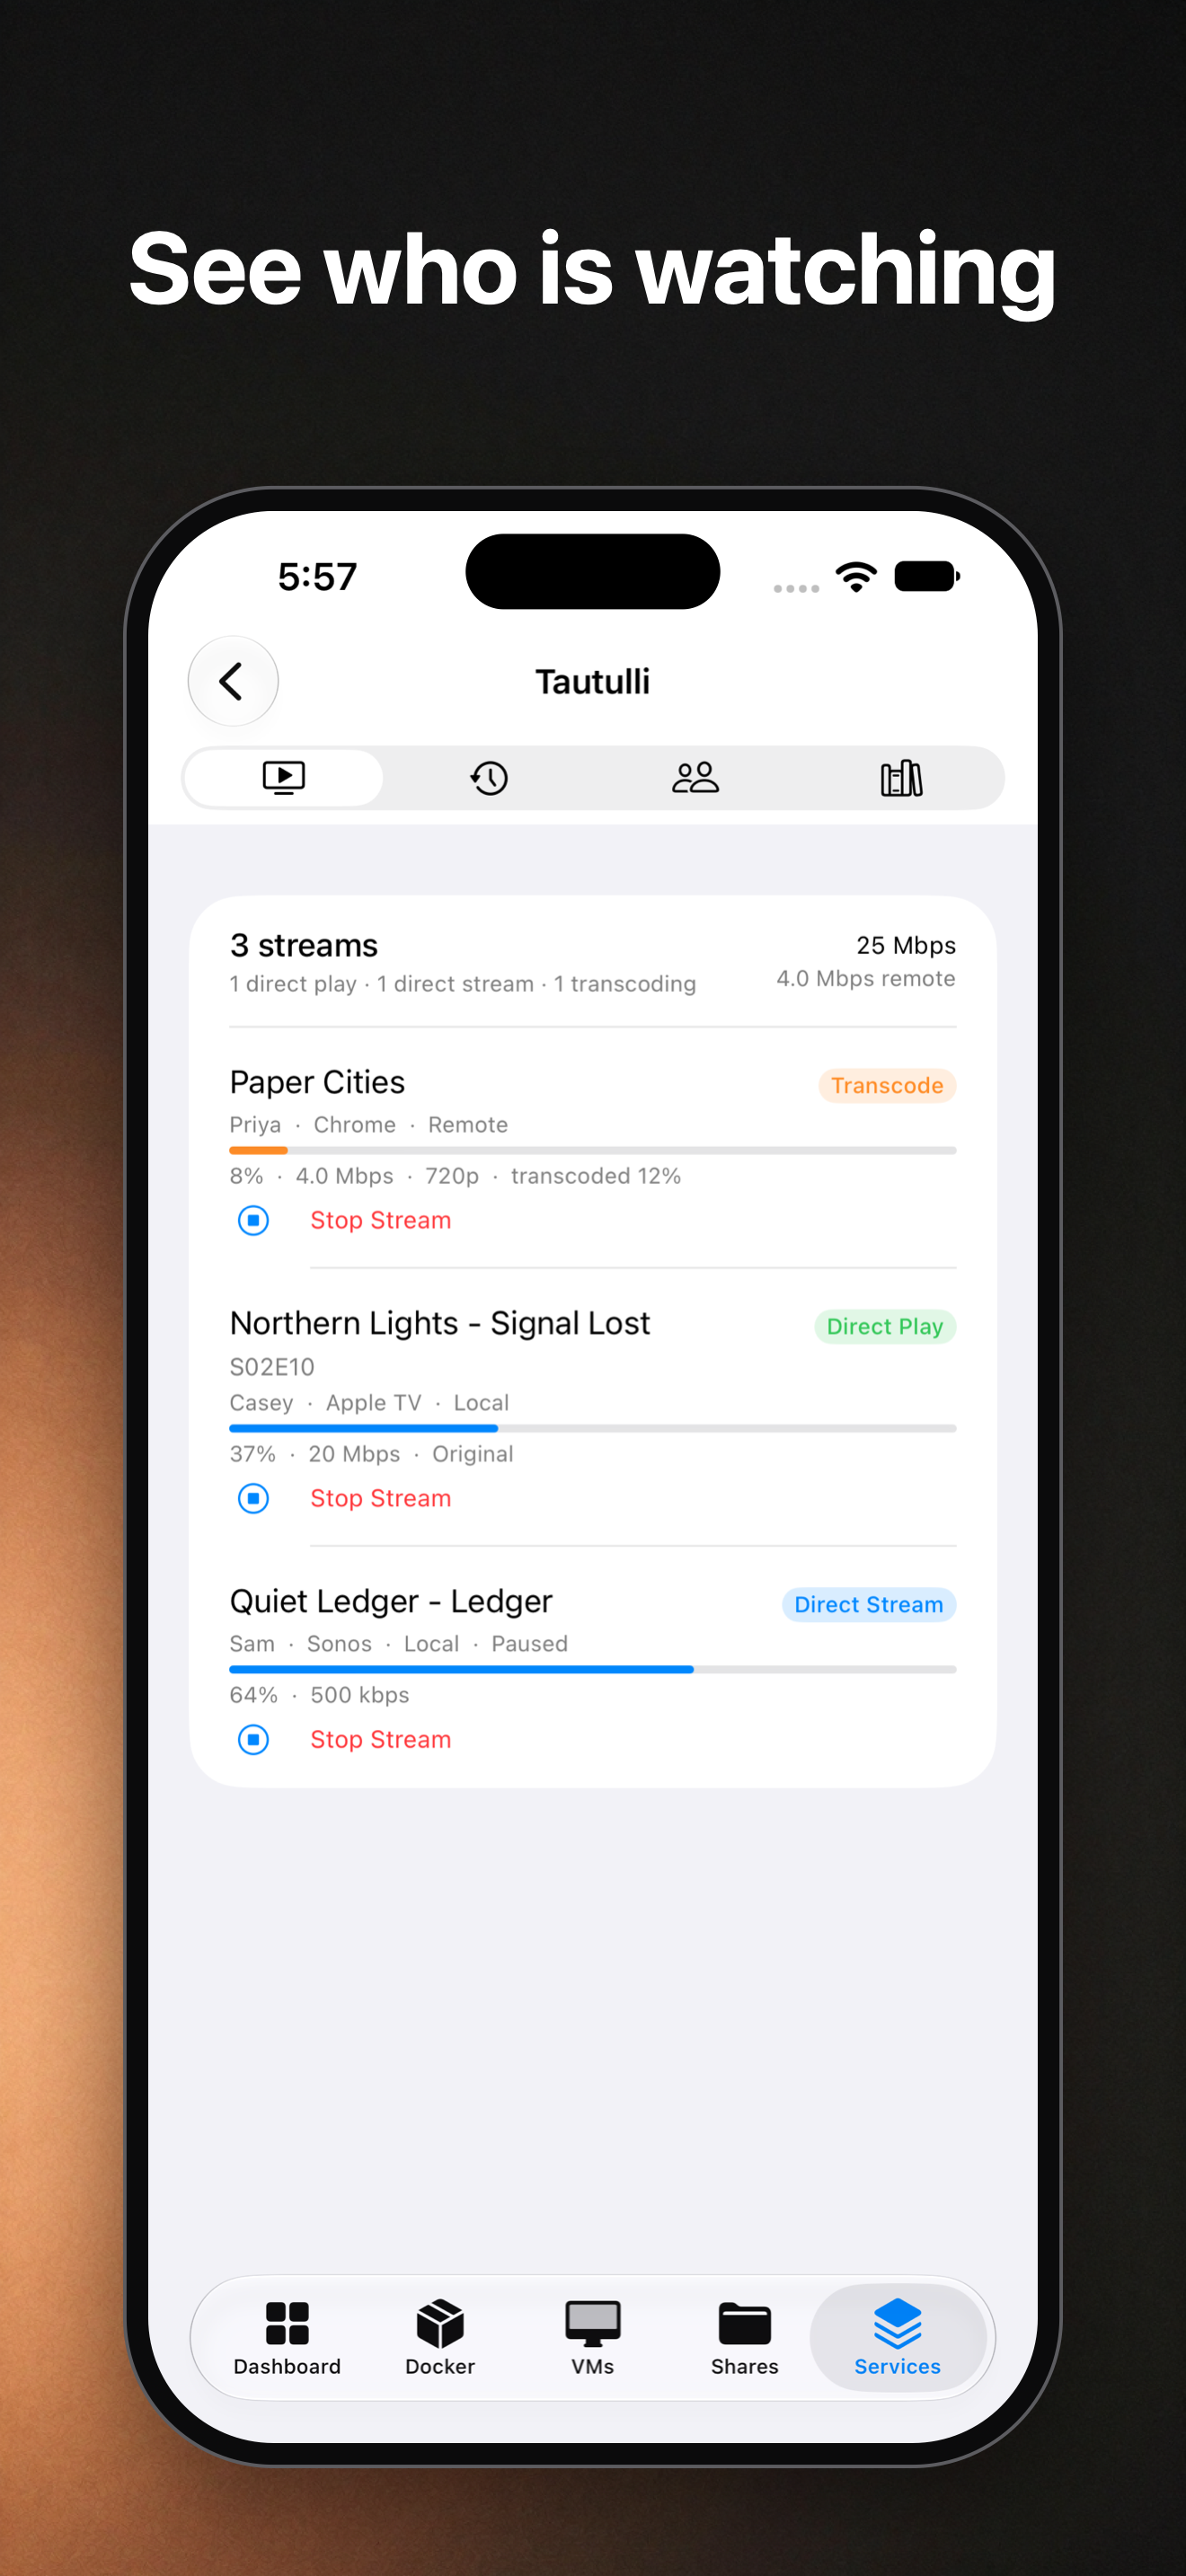 See who is watching
5:57
Tautulli
3 streams
25 Mbps
1 direct play · 1 direct stream · 1 transcoding
4.0 Mbps remote
Paper Cities
Transcode
Priya · Chrome · Remote
8% · 4.0 Mbps · 720p · transcoded 12%
Stop Stream
Northern Lights - Signal Lost
Direct Play
S02E10
Casey · Apple TV · Local
37% · 20 Mbps · Original
Stop Stream
Quiet Ledger - Ledger
Direct Stream
Sam · Sonos · Local · Paused
64% · 500 kbps
Stop Stream
Dashboard
Docker
VMs
Shares
Services